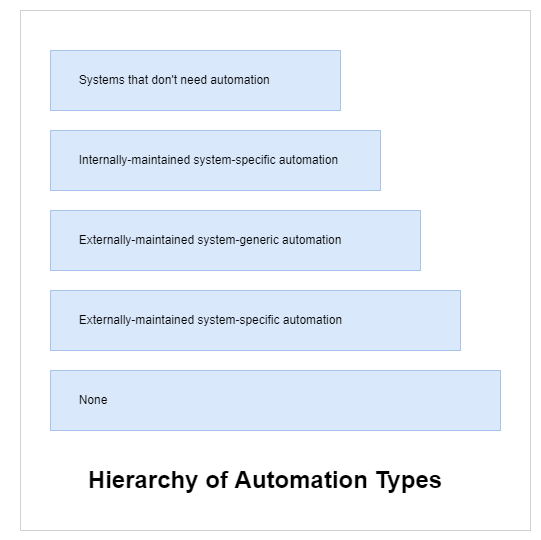 Systems that don't need automation
Internally-maintained system-specific automation
Externally-maintained system-generic automation
Externally-maintained system-specific automation
None
Hierarchy of Automation Types